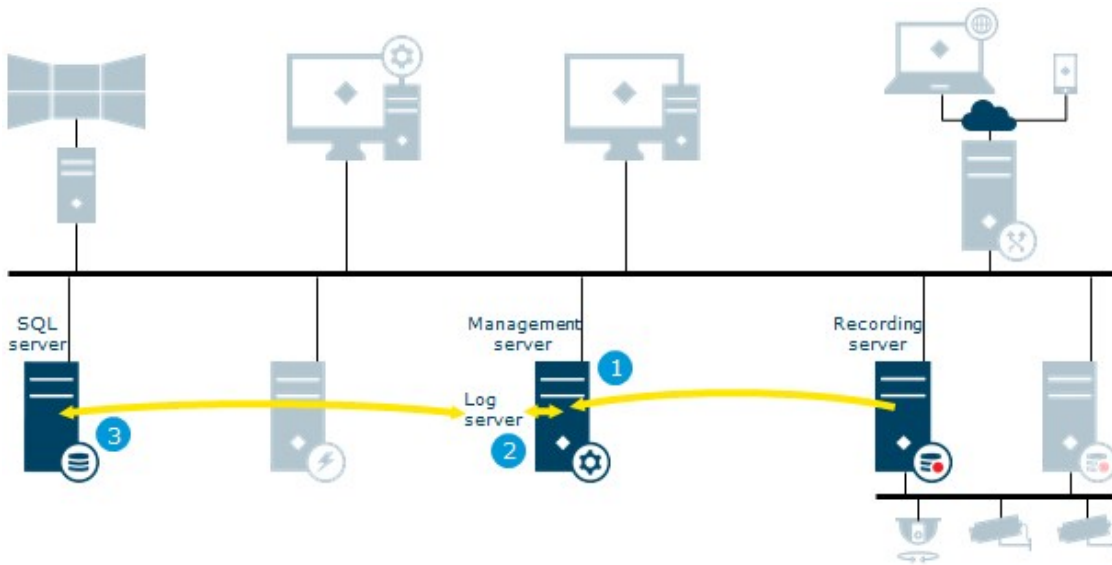 SQL
server
Management
server
Recording
server
1
Log
server
2
3